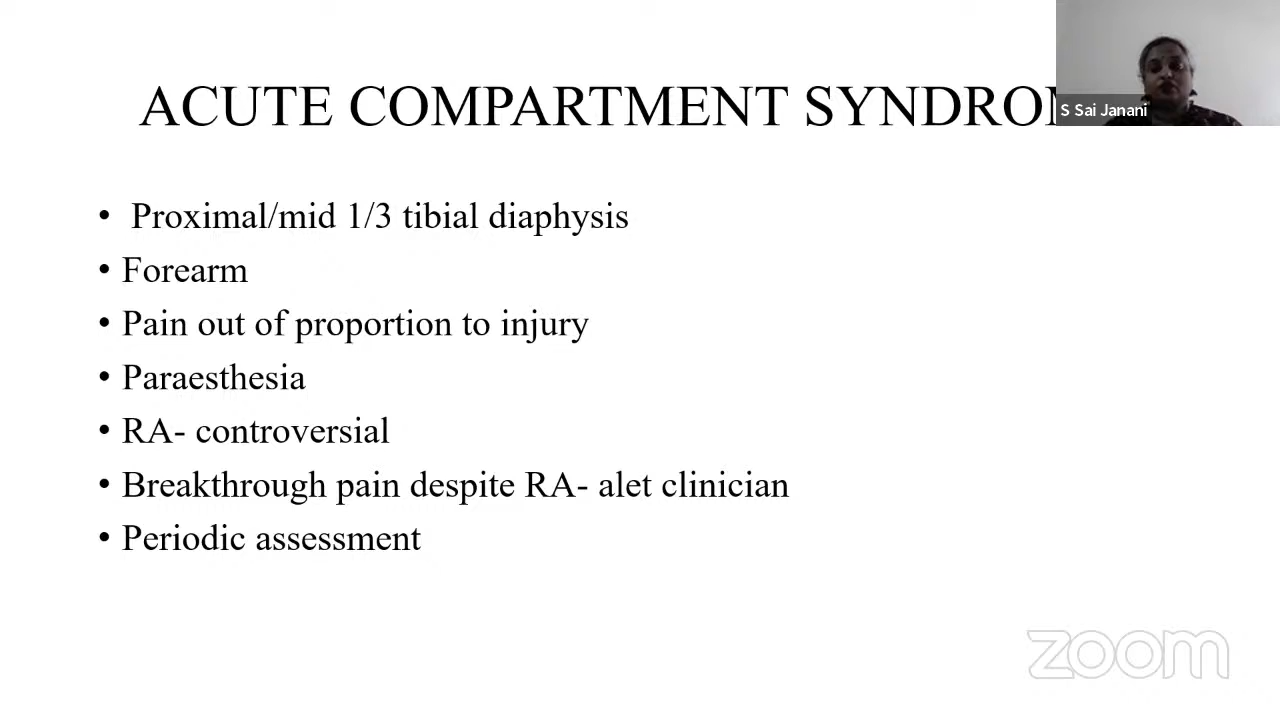 ACUTE COMPARTMENT
S Sai Janani
• Proximal/mid 1/3 tibial diaphysis
• Forearm
• Pain out of proportion to injury
• Paraesthesia
• RA- controversial
• Breakthrough pain despite RA- alet clinician
• Periodic assessment
zoom